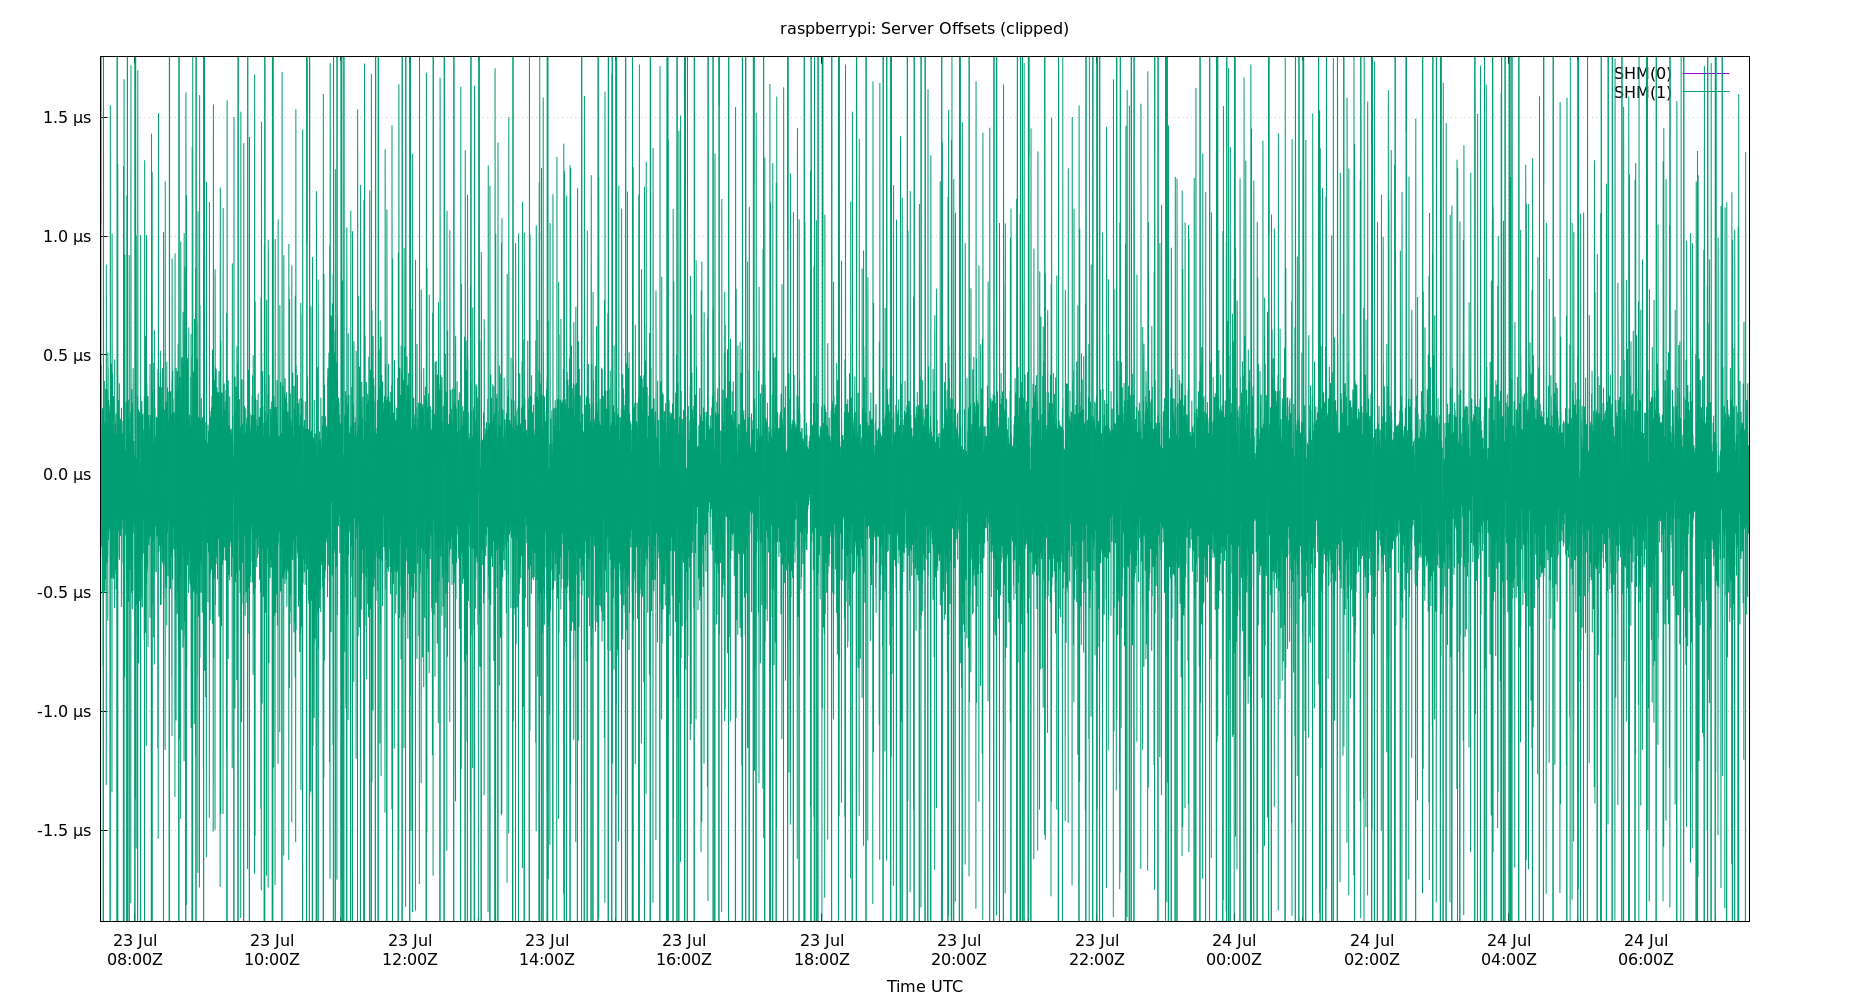 raspberrypi: Server Offsets (clipped)
SHM(0)
SHM(1)
1.5 µs
1.0 µs
0.5 µs
0.0 µs
-0.5 µs
-1.0 µs
-1.5 µs
23 Jul 23 Jul 23 Jul 23 Jul 23 Jul 23 Jul 23 Jul 23 Jul 24 Jul 24 Jul 24 Jul 24 Jul
08:00Z 10:00Z 12:00Z 14:00Z 16:00Z 18:00Z 20:00Z 22:00Z 00:00Z 02:00Z 04:00Z 06:00Z
Time UTC